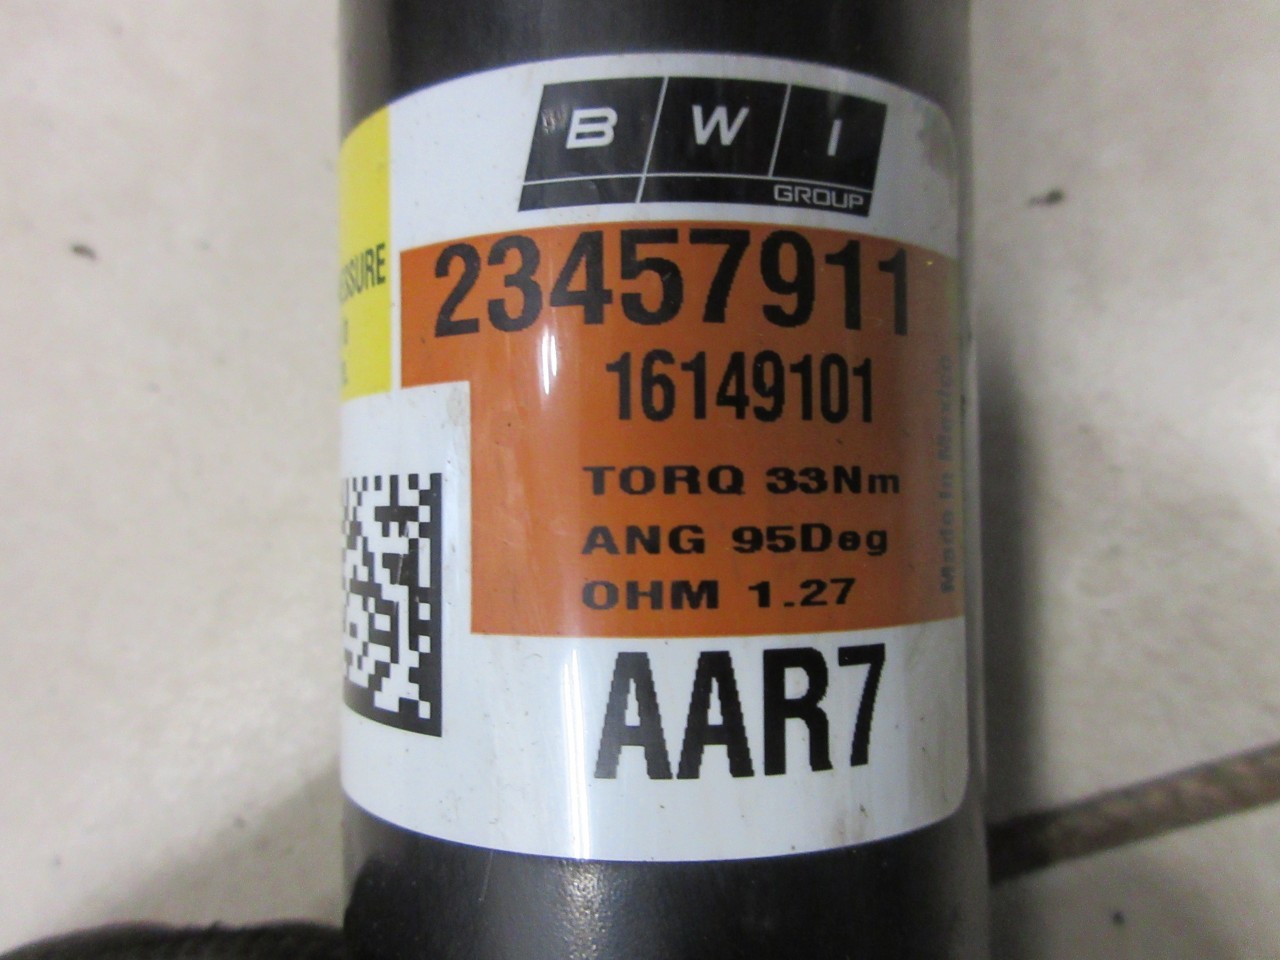 B W I
GROUP
23457911
16149101
TORQ 33Nm
ANG 95Deg
OHM 1.27
AAR7
Made in Mexico